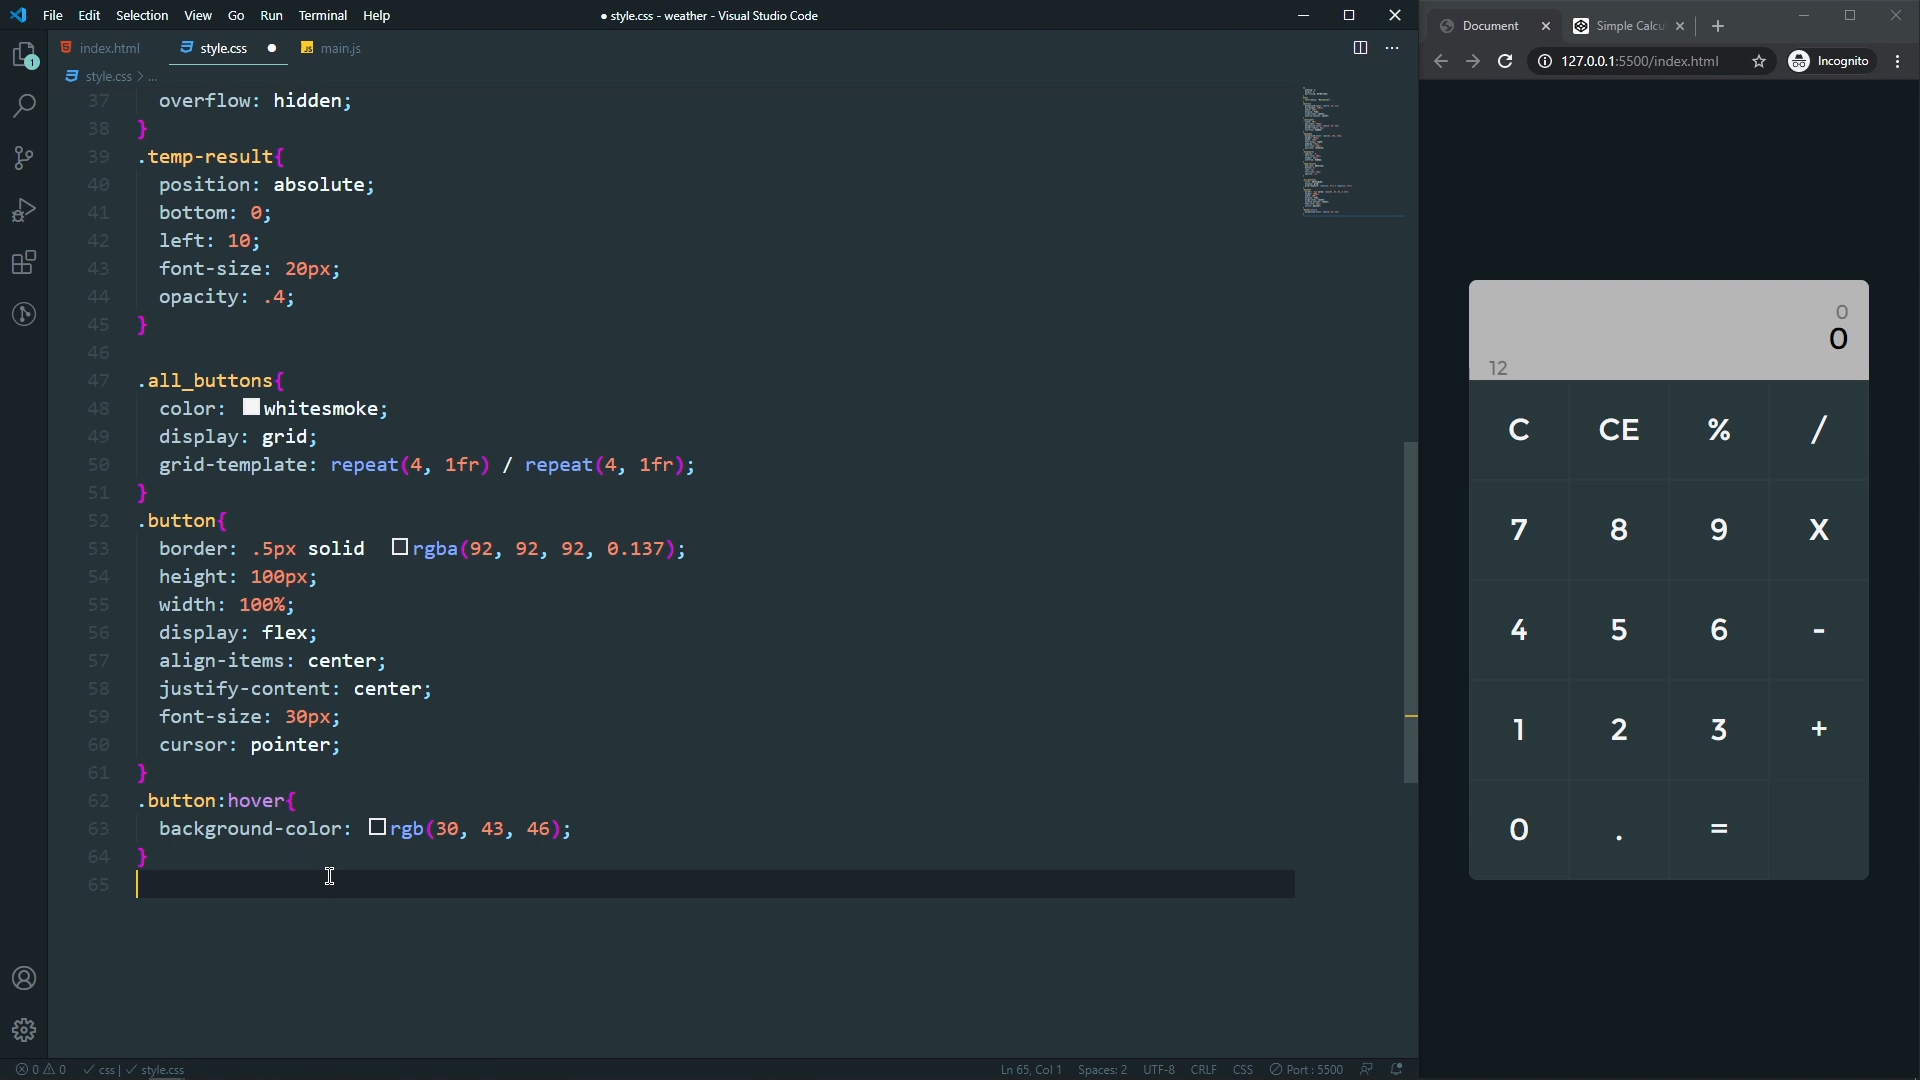 File Edit Selection View Go Run Terminal Help
● style.css - weather - Visual Studio Code
index.html style.css main.js
style.css > ...
37 overflow: hidden;
38 }
39 .temp-result{
40 position: absolute;
41 bottom: 0;
42 left: 10;
43 font-size: 20px;
44 opacity: .4;
45 }
46
47 .all_buttons{
48 color: whitesmoke;
49 display: grid;
50 grid-template: repeat(4, 1fr) / repeat(4, 1fr);
51 }
52 .button{
53 border: .5px solid rgba(92, 92, 92, 0.137);
54 height: 100px;
55 width: 100%;
56 display: flex;
57 align-items: center;
58 justify-content: center;
59 font-size: 30px;
60 cursor: pointer;
61 }
62 .button:hover{
63 background-color: rgb(30, 43, 46);
64 }
65
1
0 0 css | style.css
Ln 65, Col 1 Spaces: 2 UTF-8 CRLF CSS Port : 5500
Document Simple Calcu
127.0.0.1:5500/index.html Incognito
0
0
12
C CE % /
7 8 9 X
4 5 6 -
1 2 3 +
0 . =